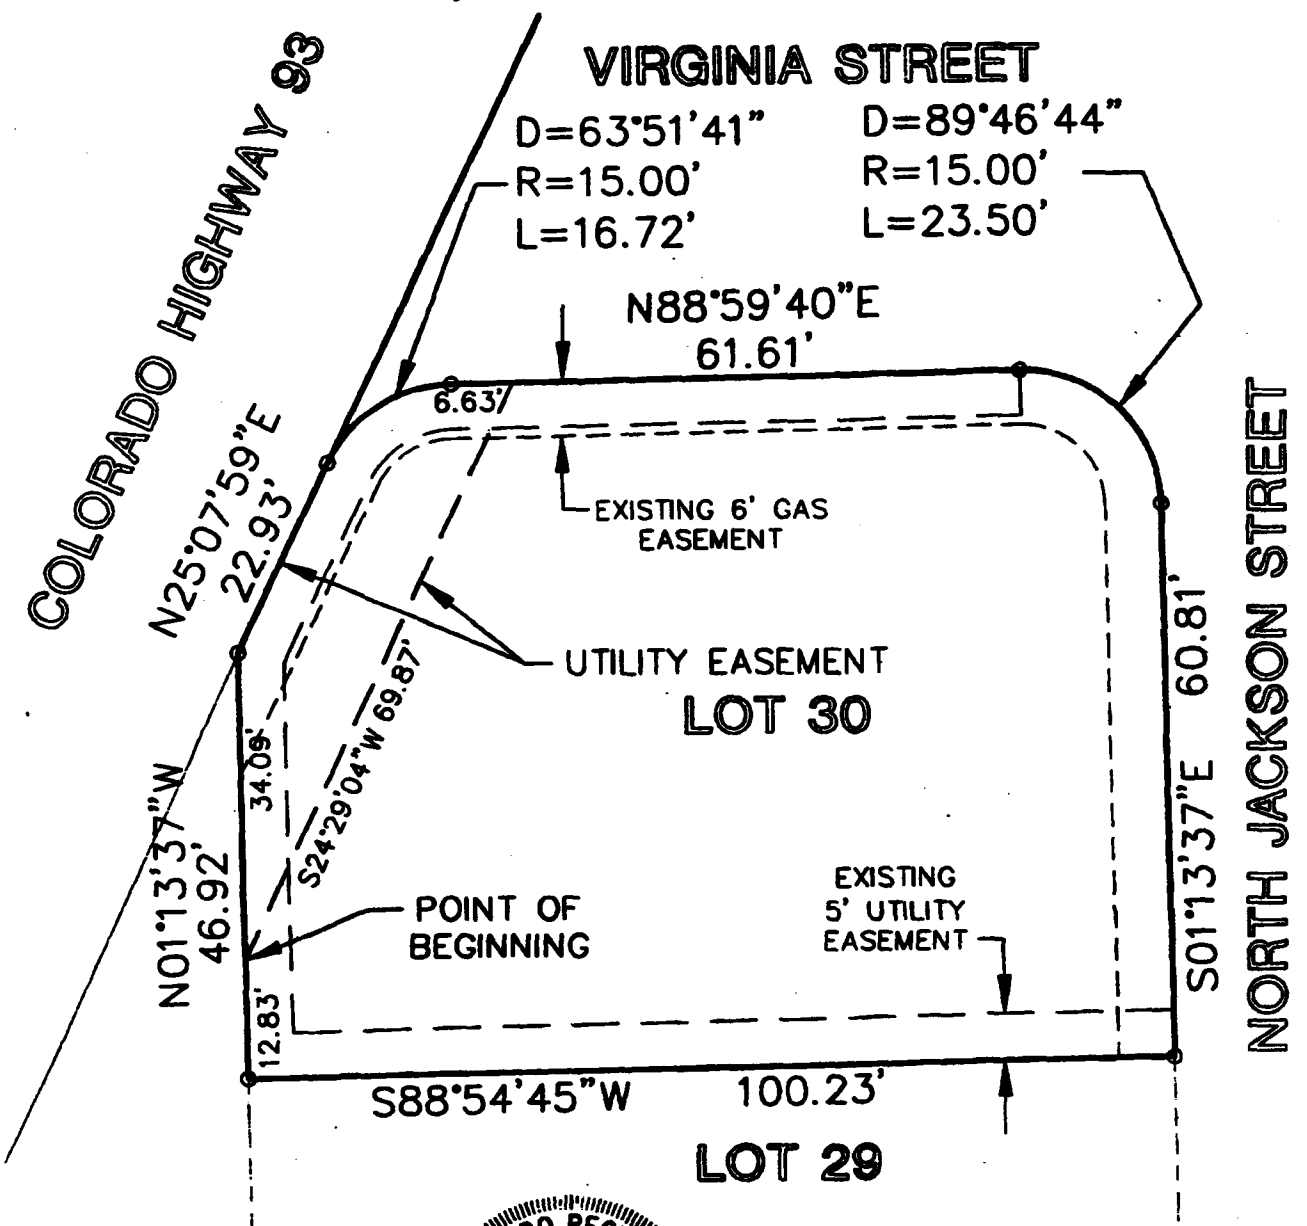 COLORADO HIGHWAY 93
VIRGINIA STREET
D=63°51'41"
R=15.00'
L=16.72'
D=89°46'44"
R=15.00'
L=23.50'
N88°59'40"E
61.61'
6.63'
N25°07'59"E
22.93'
EXISTING 6' GAS
EASEMENT
UTILITY EASEMENT
LOT 30
S24°29'04"W 69.87'
34.09'
N01°13'37"W
46.92'
12.83'
POINT OF
BEGINNING
EXISTING
5' UTILITY
EASEMENT
60.81'
S01°13'37"E
NORTH JACKSON STREET
S88°54'45"W
100.23'
LOT 29